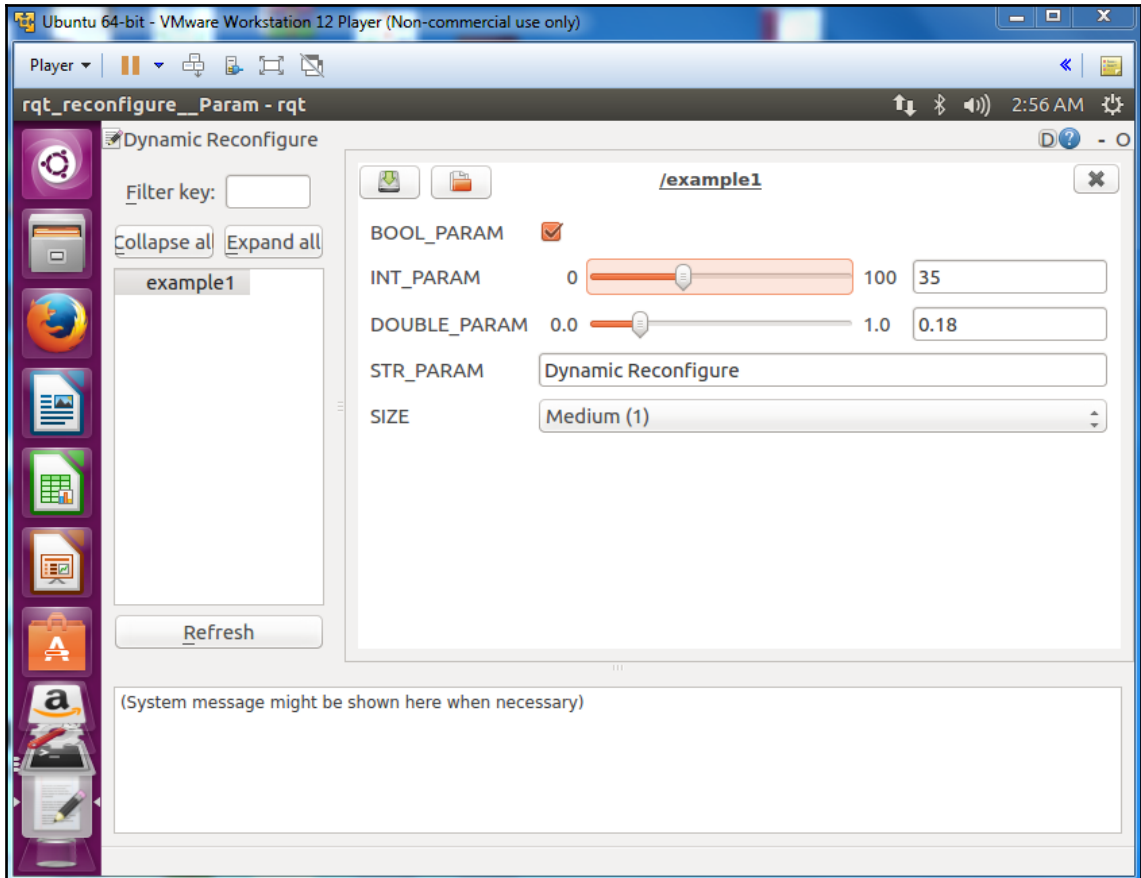 Ubuntu 64-bit - VMware Workstation 12 Player (Non-commercial use only)
Player
rqt_reconfigure__Param - rqt
2:56 AM
Dynamic Reconfigure
D ? - O
Filter key:
Collapse all Expand all
example1
Refresh
/example1
BOOL_PARAM
INT_PARAM 0 100 35
DOUBLE_PARAM 0.0 1.0 0.18
STR_PARAM Dynamic Reconfigure
SIZE Medium (1)
(System message might be shown here when necessary)